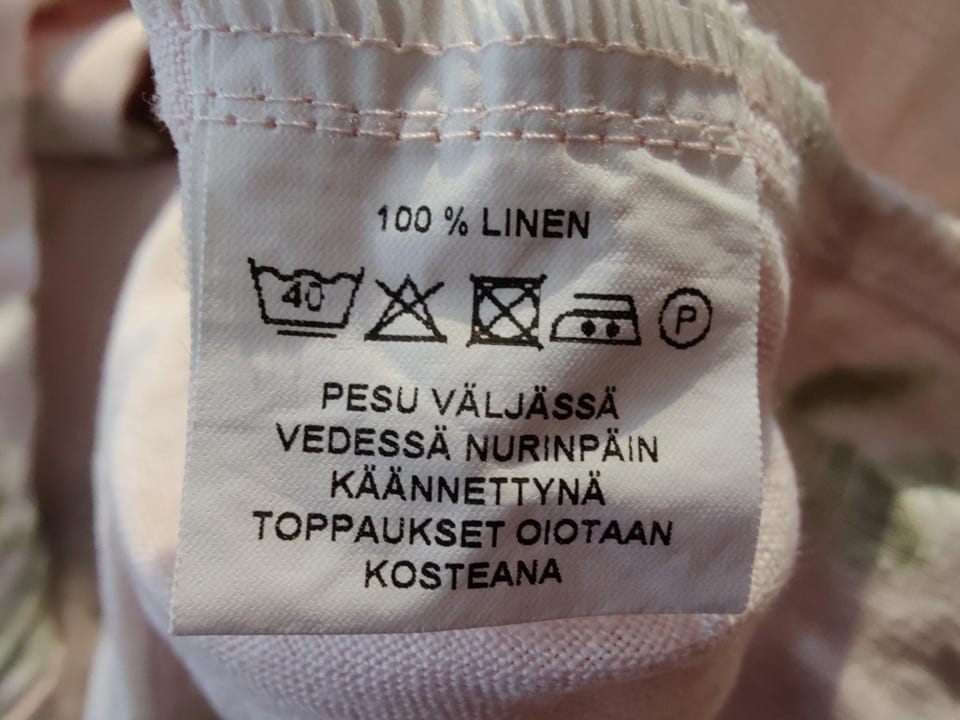 100 % LINEN
40 P
PESU VÄLJÄSSÄ
VEDESSÄ NURINPÄIN
KÄÄNNETTYNÄ
TOPPAUKSET OIOTAAN
KOSTEANA